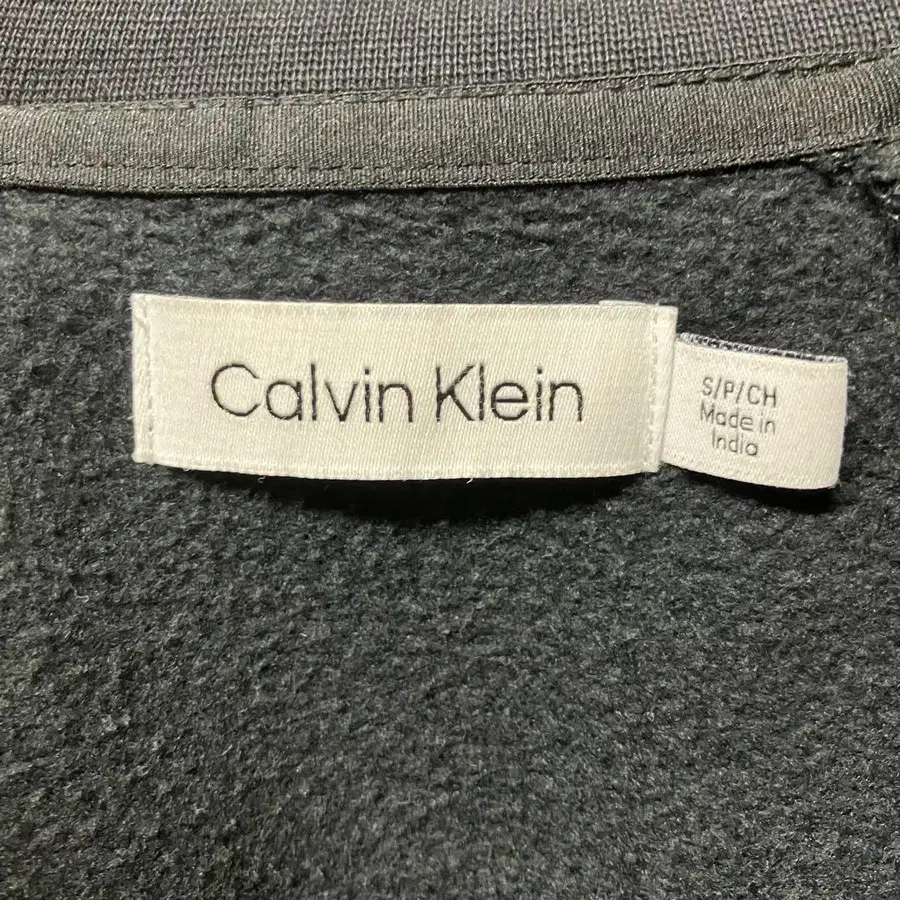 Calvin Klein
S/P/CH
Made in
India